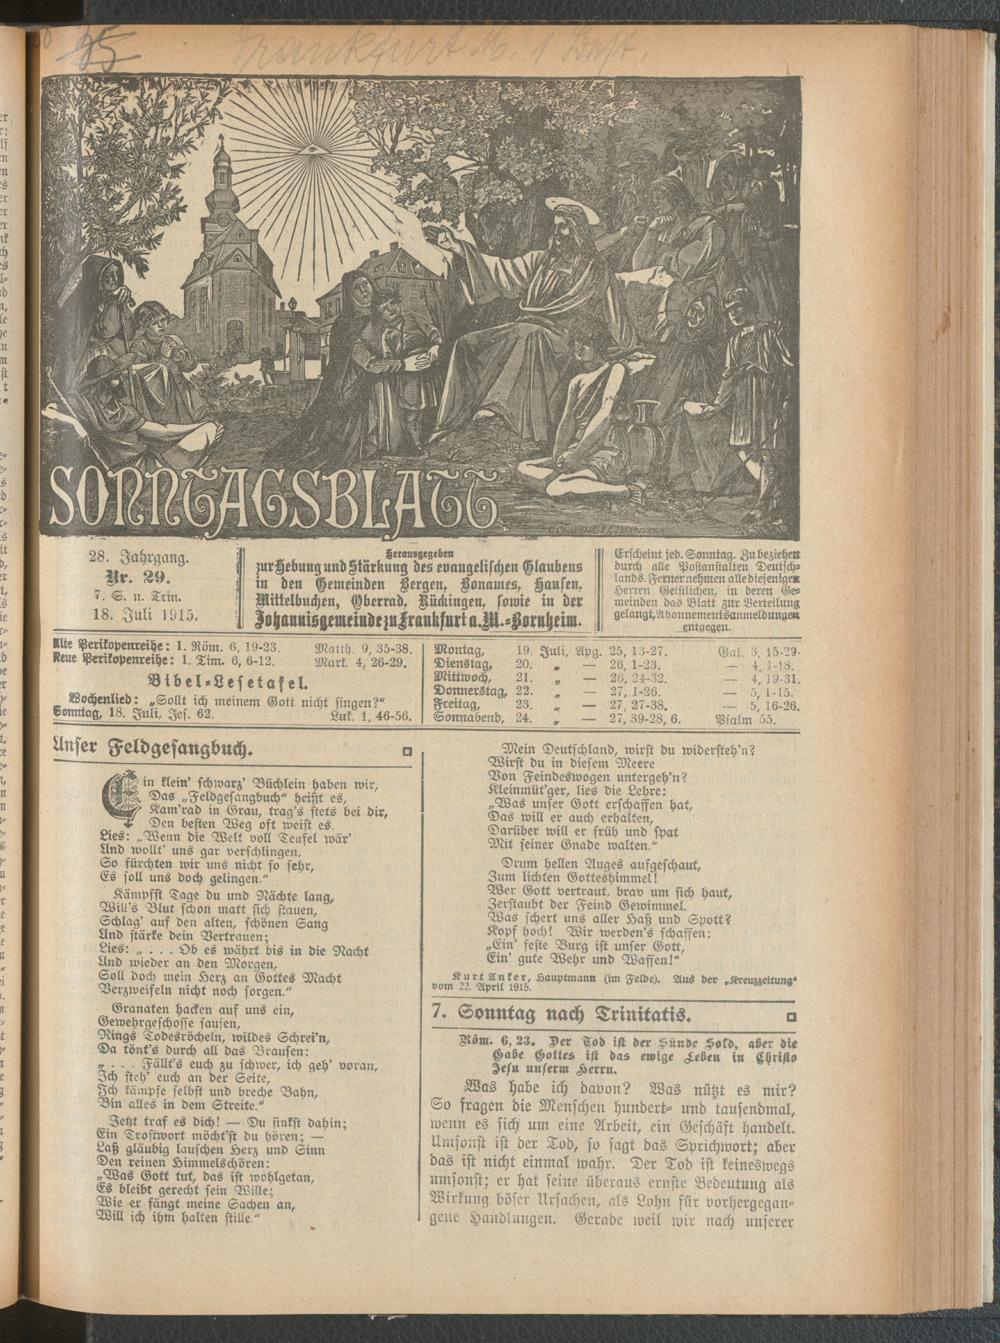 35
Frankfurt M
SONNTAGSBLATT
28. Jahrgang.
Nr. 29.
7. S. n. Trin.
18. Juli 1915.
Herausgegeben
zur Hebung und Stärkung des evangelischen Glaubens
in den Gemeinden Bergen, Bonames, Hausen,
Mittelbuchen, Oberrad, Rückingen, sowie in der
Johannisgemeinde zu Frankfurt a. M.-Bornheim.
Erscheint jed. Sonntag. Zu beziehen
durch alle Postanstalten Deutsch-
lands. Ferner nehmen alle diejenigen
Herren Geistlichen, in deren Ge-
meinden das Blatt zur Verteilung
gelangt, Abonnementsanmeldungen
entgegen.
Alte Perikopenreihe: 1. Röm. 6, 19-23. Matth. 9, 35-38.
Neue Perikopenreihe: 1. Tim. 6, 6-12. Mark. 4, 26-29.
Bibel-Lesetafel.
Wochenlied: „Sollt ich meinem Gott nicht singen?“
Sonntag, 18. Juli, Jes. 62. Luk. 1, 46-56.
Montag, 19. Juli, Apg. 25, 13-27. Gal. 3, 15-29.
Dienstag, 20. „ — 26, 1-23. — 4, 1-18.
Mittwoch, 21. „ — 26, 24-32. — 4, 19-31.
Donnerstag, 22. „ — 27, 1-26. — 5, 1-15.
Freitag, 23. „ — 27, 27-38. — 5, 16-26.
Sonnabend, 24. „ — 27, 39-28, 6. Psalm 55.
Unser Feldgesangbuch.
Ein klein' schwarz' Büchlein haben wir,
Das „Feldgesangbuch“ heißt es,
Kam'rad in Grau, trag's stets bei dir,
Den besten Weg oft weist es.
Lies: „Wenn die Welt voll Teufel wär'
Und wollt' uns gar verschlingen,
So fürchten wir uns nicht so sehr,
Es soll uns doch gelingen.“
Kämpfst Tage du und Nächte lang,
Will's Blut schon matt sich stauen,
Schlag' auf den alten, schönen Sang
Und stärke dein Vertrauen;
Lies: „ . . . Ob es währt bis in die Nacht
Und wieder an den Morgen,
Soll doch mein Herz an Gottes Macht
Verzweifeln nicht noch sorgen.“
Granaten hacken auf uns ein,
Gewehrgeschosse sausen,
Rings Todesröcheln, wildes Schrei'n,
Da tönt's durch all das Brausen:
„ . . . Fällt's euch zu schwer, ich geh' voran,
Ich steh' euch an der Seite,
Ich kämpfe selbst und breche Bahn,
Bin alles in dem Streite.“
Jetzt traf es dich! — Du sinkst dahin;
Ein Trostwort möcht'st du hören; —
Laß gläubig lauschen Herz und Sinn
Den reinen Himmelschören:
„Was Gott tut, das ist wohlgetan,
Es bleibt gerecht sein Wille;
Wie er fängt meine Sachen an,
Will ich ihm halten stille.“
Mein Deutschland, wirst du widersteh'n?
Wirst du in diesem Meere
Von Feindeswogen untergeh'n?
Kleinmüt'ger, lies die Lehre:
„Was unser Gott erschaffen hat,
Das will er auch erhalten,
Darüber will er früh und spat
Mit seiner Gnade walten.“
Drum hellen Auges aufgeschaut,
Zum lichten Gotteshimmel!
Wer Gott vertraut, brav um sich haut,
Zerstaubt der Feind Gewimmel.
Was schert uns aller Haß und Spott?
Kopf hoch! Wir werden's schaffen:
„Ein' feste Burg ist unser Gott,
Ein' gute Wehr und Waffen!“
Kurt Anker, Hauptmann (im Felde). Aus der „Kreuzzeitung“
vom 22. April 1915.
7. Sonntag nach Trinitatis.
Röm. 6, 23. Der Tod ist der Sünde Sold, aber die
Gabe Gottes ist das ewige Leben in Christo
Jesu unserm Herrn.
Was habe ich davon? Was nützt es mir?
So fragen die Menschen hundert- und tausendmal,
wenn es sich um eine Arbeit, ein Geschäft handelt.
Umsonst ist der Tod, so sagt das Sprichwort; aber
das ist nicht einmal wahr. Der Tod ist keineswegs
umsonst; er hat seine überaus ernste Bedeutung als
Wirkung böser Ursachen, als Lohn für vorhergegan-
gene Handlungen. Gerade weil wir nach unserer